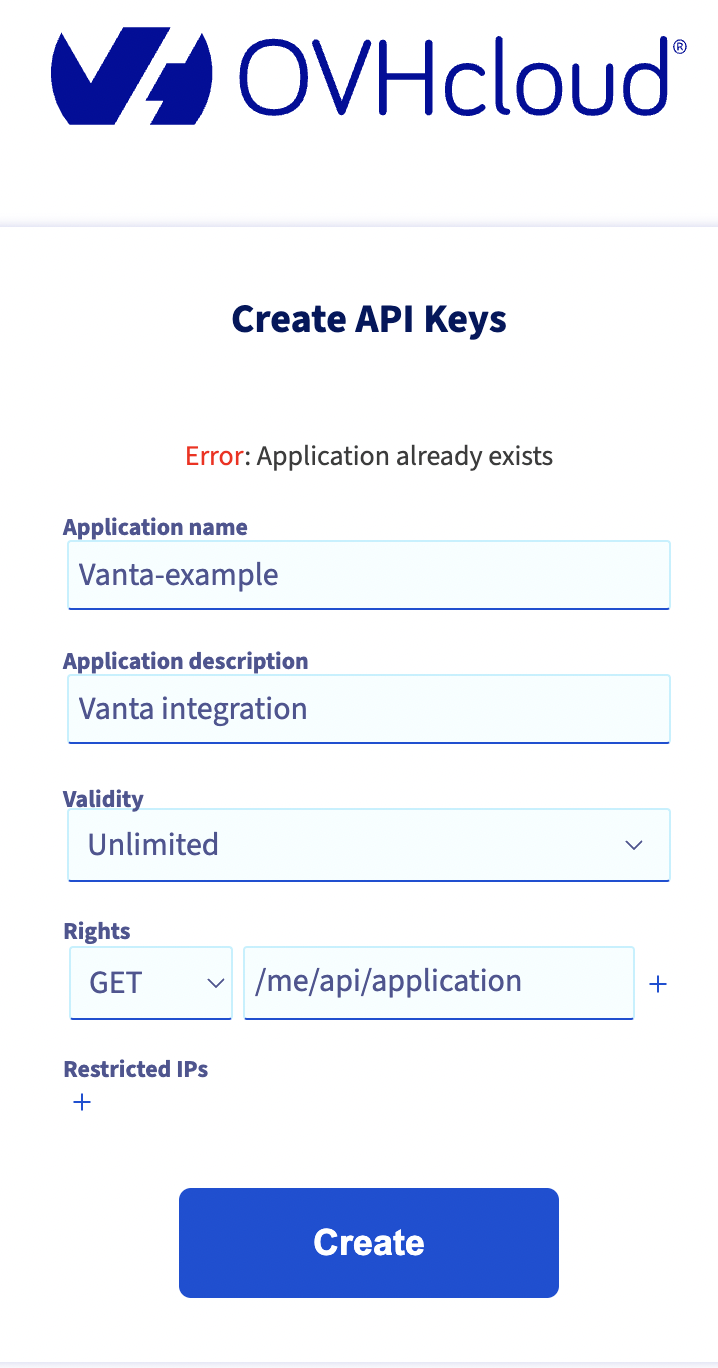 OVHcloud®
Create API Keys
Error: Application already exists
Application name
Vanta-example
Application description
Vanta integration
Validity
Unlimited
Rights
GET /me/api/application +
Restricted IPs
+
Create